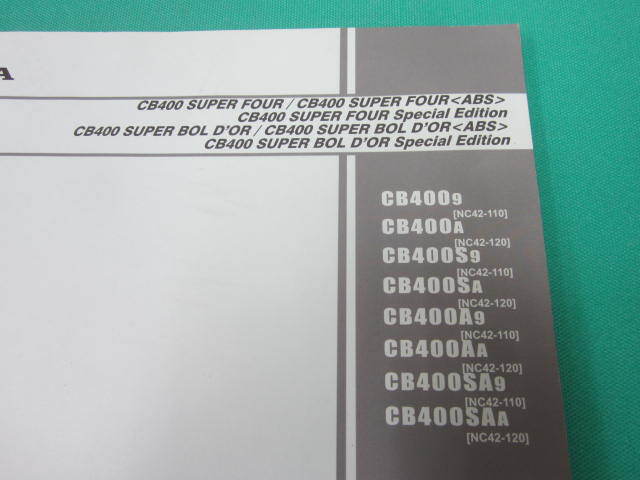 A
CB400 SUPER FOUR / CB400 SUPER FOUR<ABS>
CB400 SUPER FOUR Special Edition
CB400 SUPER BOL D'OR / CB400 SUPER BOL D'OR<ABS>
CB400 SUPER BOL D'OR Special Edition
CB4009
[NC42-110]
CB400A
[NC42-120]
CB400S9
[NC42-110]
CB400SA
[NC42-120]
CB400A9
[NC42-110]
CB400AA
[NC42-120]
CB400SA9
[NC42-110]
CB400SAA
[NC42-120]